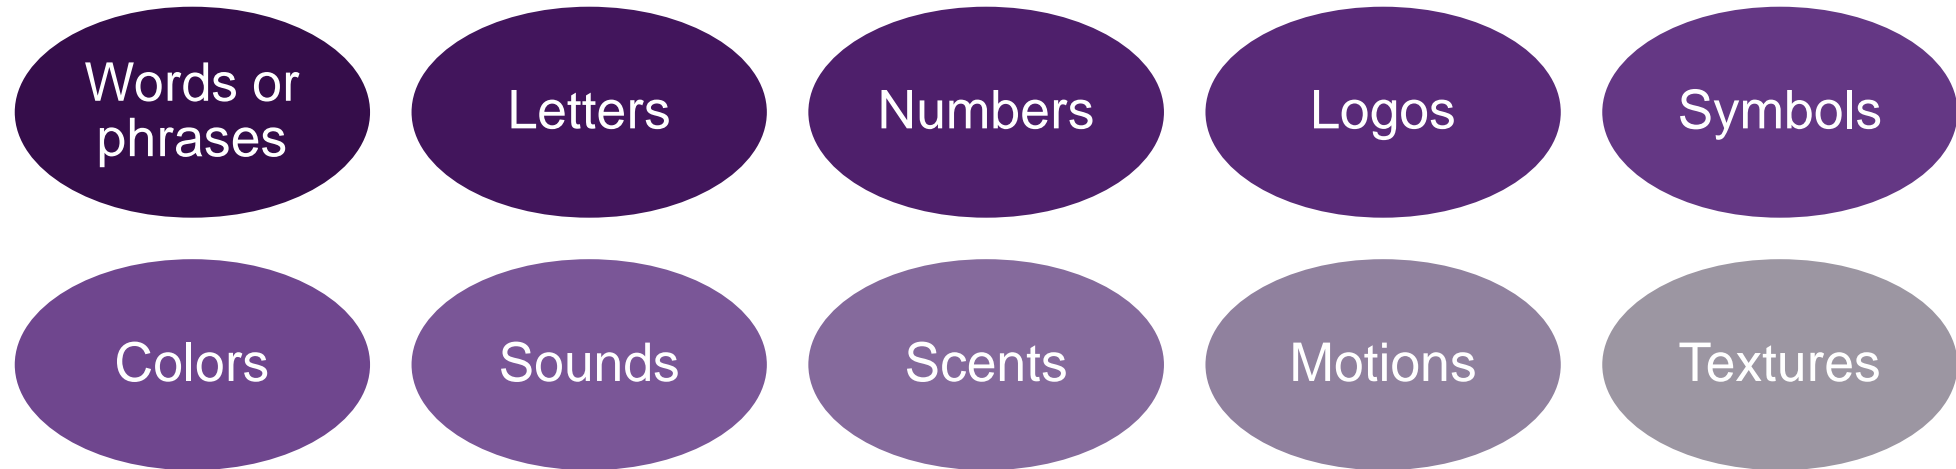 Words or
phrases
Letters
Numbers
Logos
Symbols
Colors
Sounds
Scents
Motions
Textures